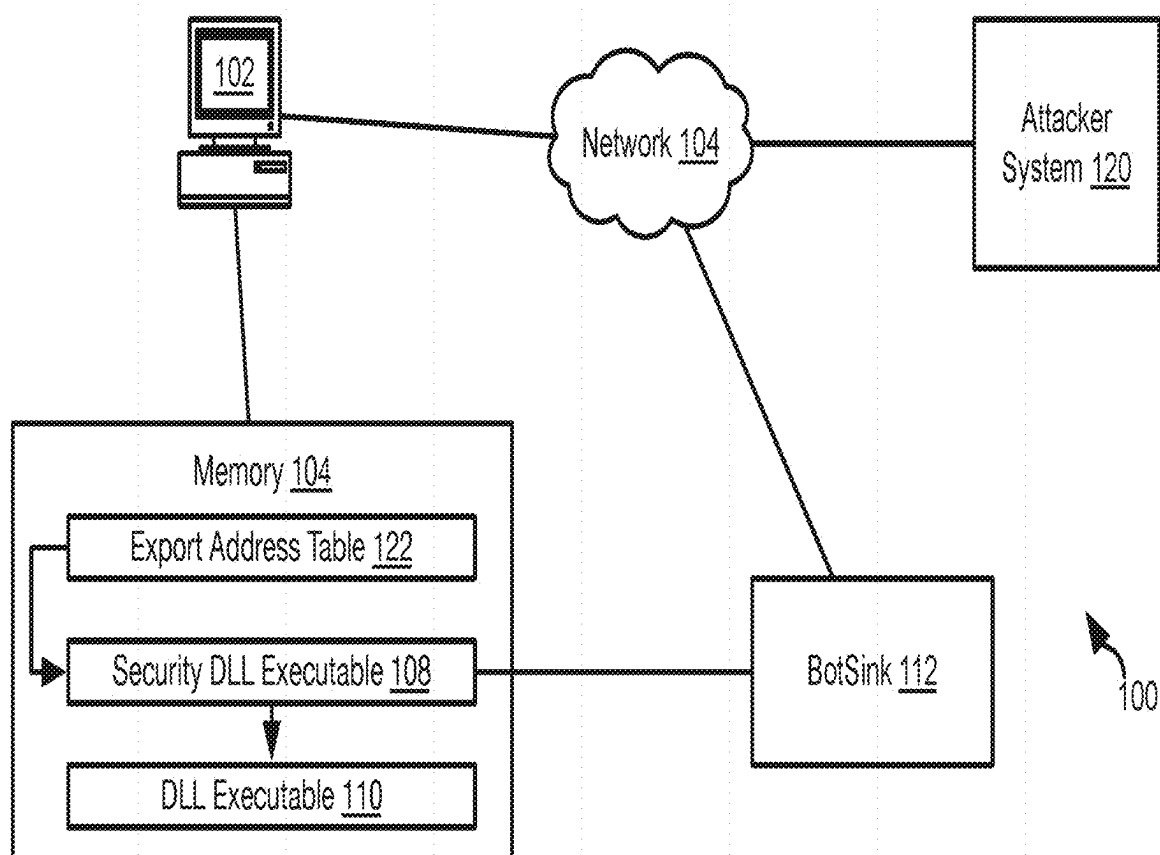 102
Network 104
Attacker
System 120
Memory 104
Export Address Table 122
Security DLL Executable 108
DLL Executable 110
BotSink 112
100